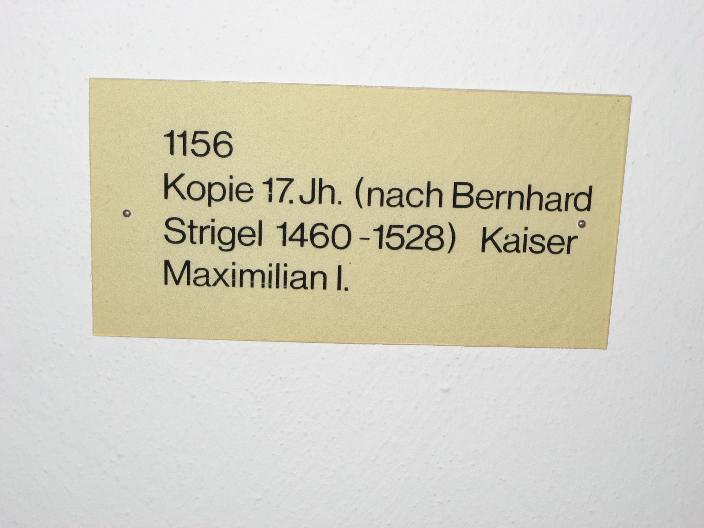 1156
Kopie 17. Jh. (nach Bernhard
Strigel 1460 - 1528) Kaiser
Maximilian I.